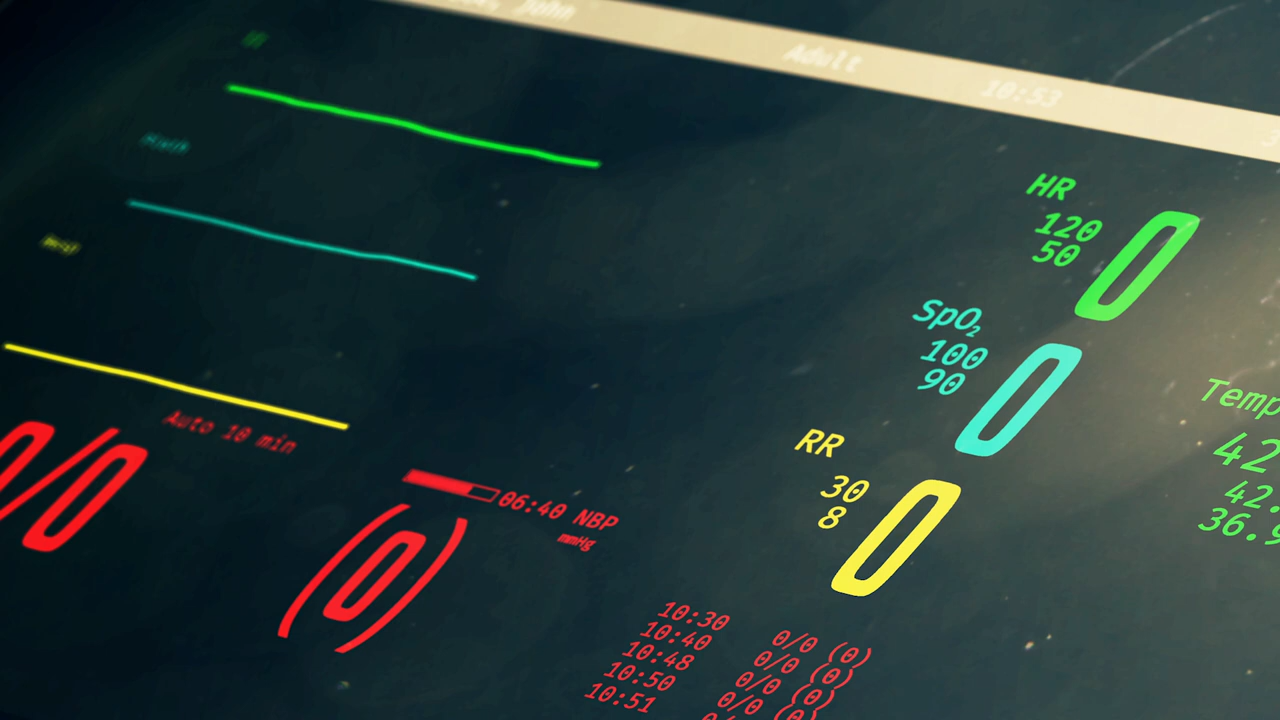 John
Adult
10:53
HR
120
50
0
SpO₂
100
90
0
RR
30
8
0
Temp
42
42.
36.9
Auto 10 min
0/0
06:40 NBP
mmHg
(0)
10:30 0/0 (0)
10:40 0/0 (0)
10:48 0/0 (0)
10:50 0/0 (0)
10:51